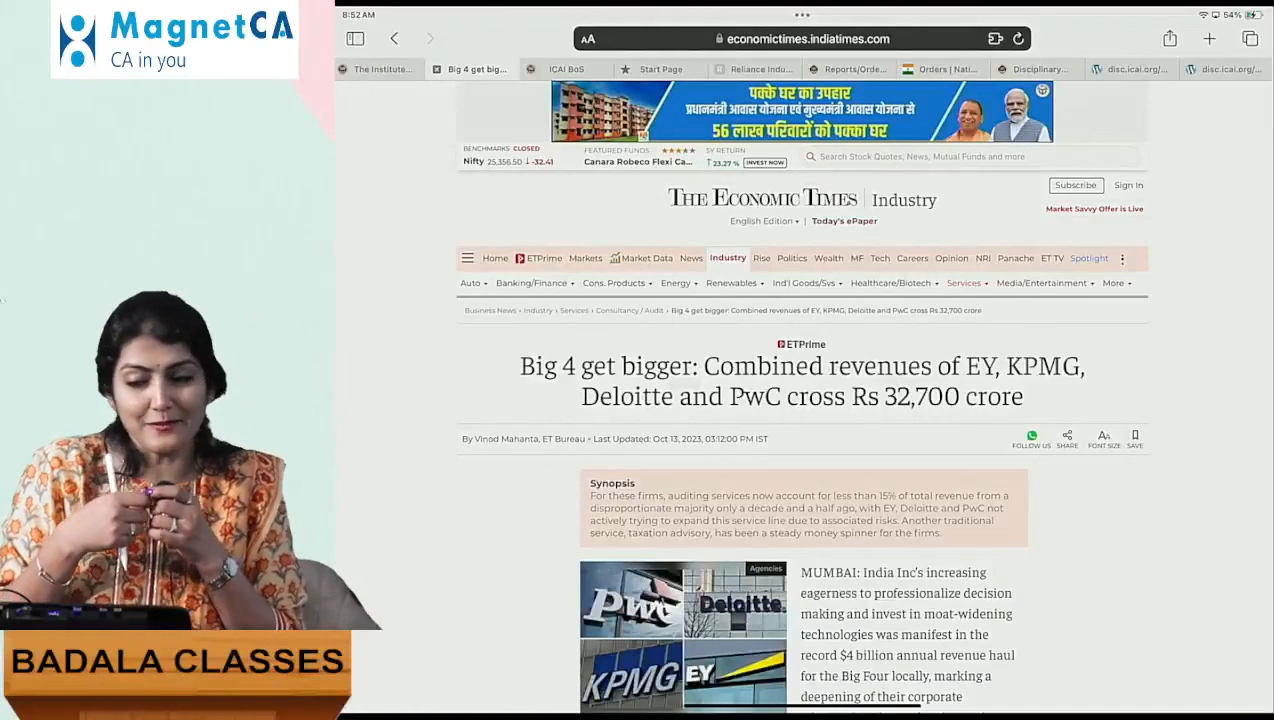 MagnetCA
CA in you
8:52 AM
54%
AA
economictimes.indiatimes.com
The Institute...
Big 4 get big...
ICAI BoS
Start Page
Reliance Indu...
Reports/Orde...
Orders | Nati...
Disciplinary...
disc.icai.org/...
disc.icai.org/...
पक्के घर का उपहार
प्रधानमंत्री आवास योजना एवं मुख्यमंत्री आवास योजना से
56 लाख परिवारों को पक्का घर
BENCHMARKS CLOSED
Nifty 25,356.50 ↓ -32.41
FEATURED FUNDS ★★★★★
Canara Robeco Flexi Ca...
5Y RETURN
↑ 23.27 % INVEST NOW
Search Stock Quotes, News, Mutual Funds and more
THE ECONOMIC TIMES | Industry
Subscribe Sign In
English Edition | Today's ePaper
Market Savvy Offer is Live
Home ETPrime Markets Market Data News Industry Rise Politics Wealth MF Tech Careers Opinion NRI Panache ET TV Spotlight
Auto Banking/Finance Cons. Products Energy Renewables Ind'l Goods/Svs Healthcare/Biotech Services Media/Entertainment More
Business News › Industry › Services › Consultancy / Audit › Big 4 get bigger: Combined revenues of EY, KPMG, Deloitte and PwC cross Rs 32,700 crore
ETPrime
Big 4 get bigger: Combined revenues of EY, KPMG,
Deloitte and PwC cross Rs 32,700 crore
By Vinod Mahanta, ET Bureau • Last Updated: Oct 13, 2023, 03:12:00 PM IST
FOLLOW US SHARE FONT SIZE SAVE
Synopsis
For these firms, auditing services now account for less than 15% of total revenue from a
disproportionate majority only a decade and a half ago, with EY, Deloitte and PwC not
actively trying to expand this service line due to associated risks. Another traditional
service, taxation advisory, has been a steady money spinner for the firms.
Agencies
pwc
Deloitte
KPMG
EY
MUMBAI: India Inc's increasing
eagerness to professionalize decision
making and invest in moat-widening
technologies was manifest in the
record $4 billion annual revenue haul
for the Big Four locally, marking a
deepening of their corporate
BADALA CLASSES